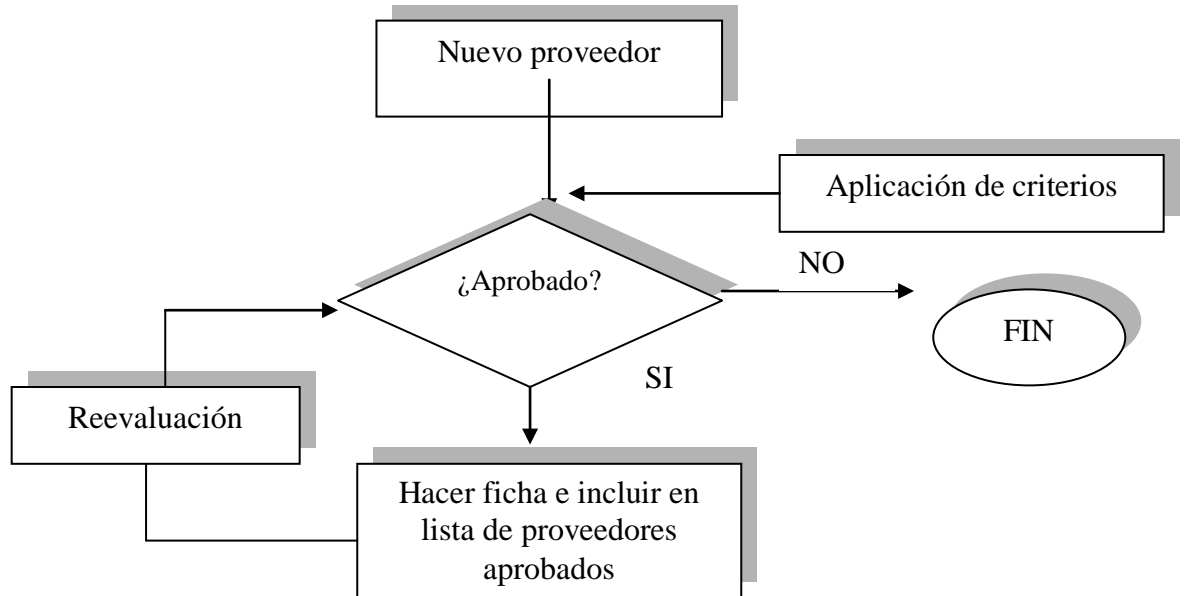 Nuevo proveedor
Aplicación de criterios
¿Aprobado?
NO
FIN
SI
Reevaluación
Hacer ficha e incluir en
lista de proveedores
aprobados